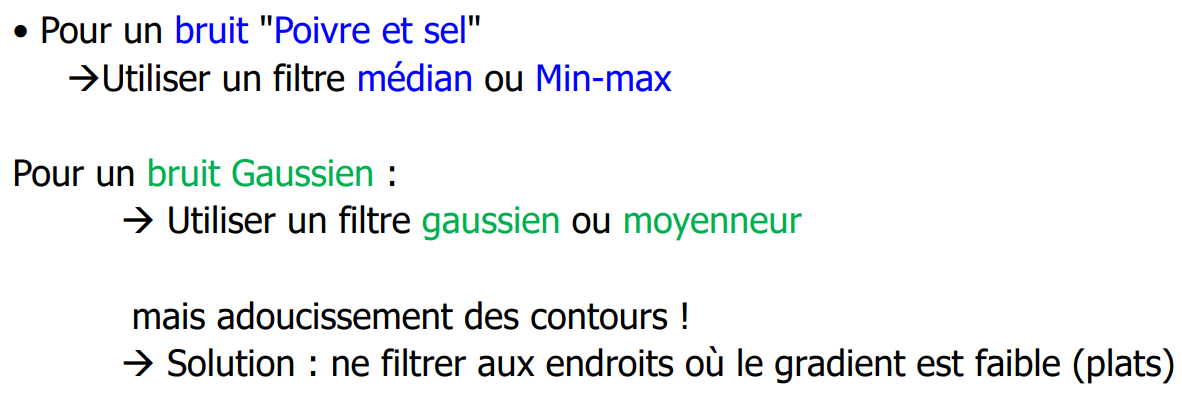 • Pour un bruit "Poivre et sel"
→Utiliser un filtre médian ou Min-max
Pour un bruit Gaussien :
→ Utiliser un filtre gaussien ou moyenneur
mais adoucissement des contours !
→ Solution : ne filtrer aux endroits où le gradient est faible (plats)